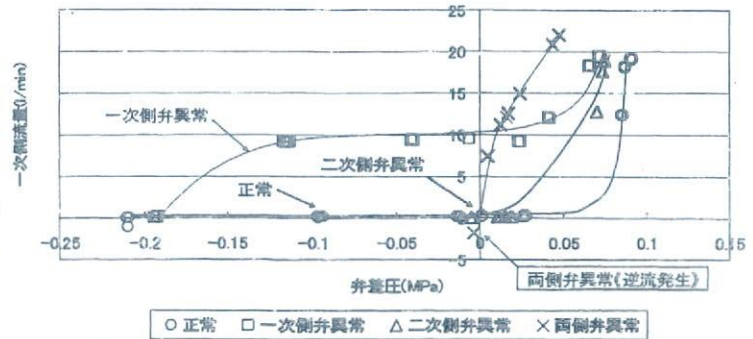 25
20
15
10
5
0
-5
一次側流量(L/min)
一次側弁異常
二次側弁異常
正常
-0.25 -0.2 -0.15 -0.1 -0.05 0 0.05 0.1 0.15
弁差圧(MPa)
両側弁異常(逆流発生)
○ 正常 □ 一次側弁異常 △ 二次側弁異常 × 両側弁異常